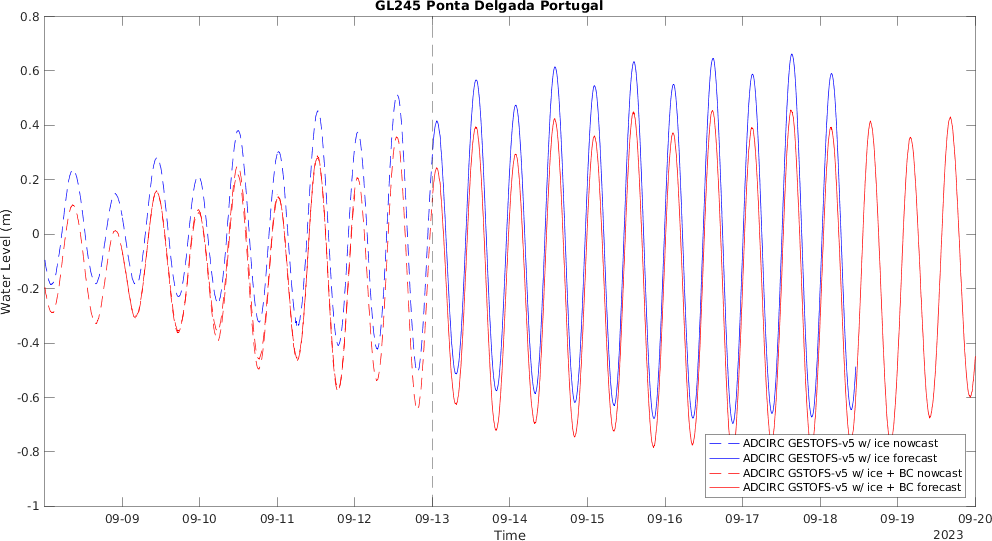 GL245 Ponta Delgada Portugal
0.8
0.6
0.4
0.2
0
-0.2
-0.4
-0.6
-0.8
-1
Water Level (m)
ADCIRC GESTOFS-v5 w/ ice nowcast
ADCIRC GESTOFS-v5 w/ ice forecast
ADCIRC GSTOFS-v5 w/ ice + BC nowcast
ADCIRC GSTOFS-v5 w/ ice + BC forecast
09-09 09-10 09-11 09-12 09-13 09-14 09-15 09-16 09-17 09-18 09-19 09-20
Time
2023